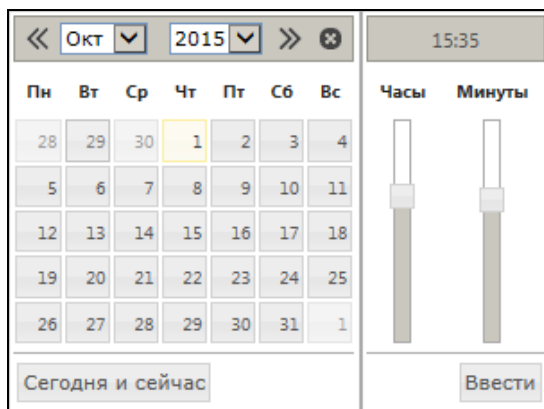 Окт 2015 15:35
Пн Вт Ср Чт Пт Сб Вс Часы Минуты
28 29 30 1 2 3 4
5 6 7 8 9 10 11
12 13 14 15 16 17 18
19 20 21 22 23 24 25
26 27 28 29 30 31 1
Сегодня и сейчас Ввести